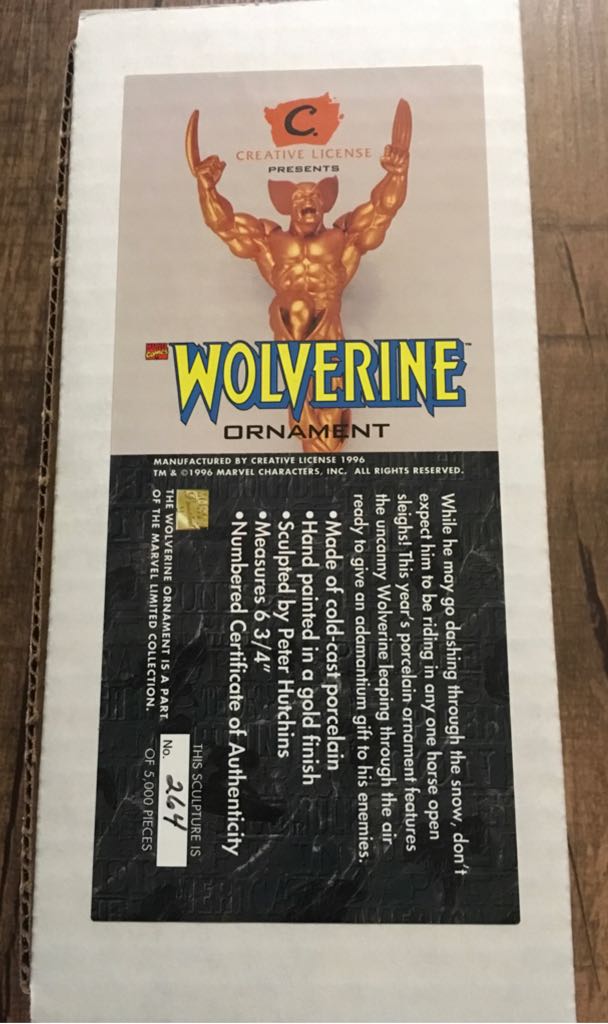 C.
CREATIVE LICENSE
PRESENTS
MARVEL
COMICS
WOLVERINE™
ORNAMENT
MANUFACTURED BY CREATIVE LICENSE 1996
TM & ©1996 MARVEL CHARACTERS, INC. ALL RIGHTS RESERVED.
While he may go dashing through the snow, don't
expect him to be riding in any one horse open
sleighs! This year's porcelain ornament features
the uncanny Wolverine leaping through the air
ready to give an adamantium gift to his enemies.
•Made of cold-cast porcelain
•Hand painted in a gold finish
•Sculpted by Peter Hutchins
•Measures 6 3/4"
•Numbered Certificate of Authenticity
THE WOLVERINE ORNAMENT IS A PART
OF THE MARVEL LIMITED COLLECTION.
THIS SCULPTURE IS
No. 264
OF 5,000 PIECES